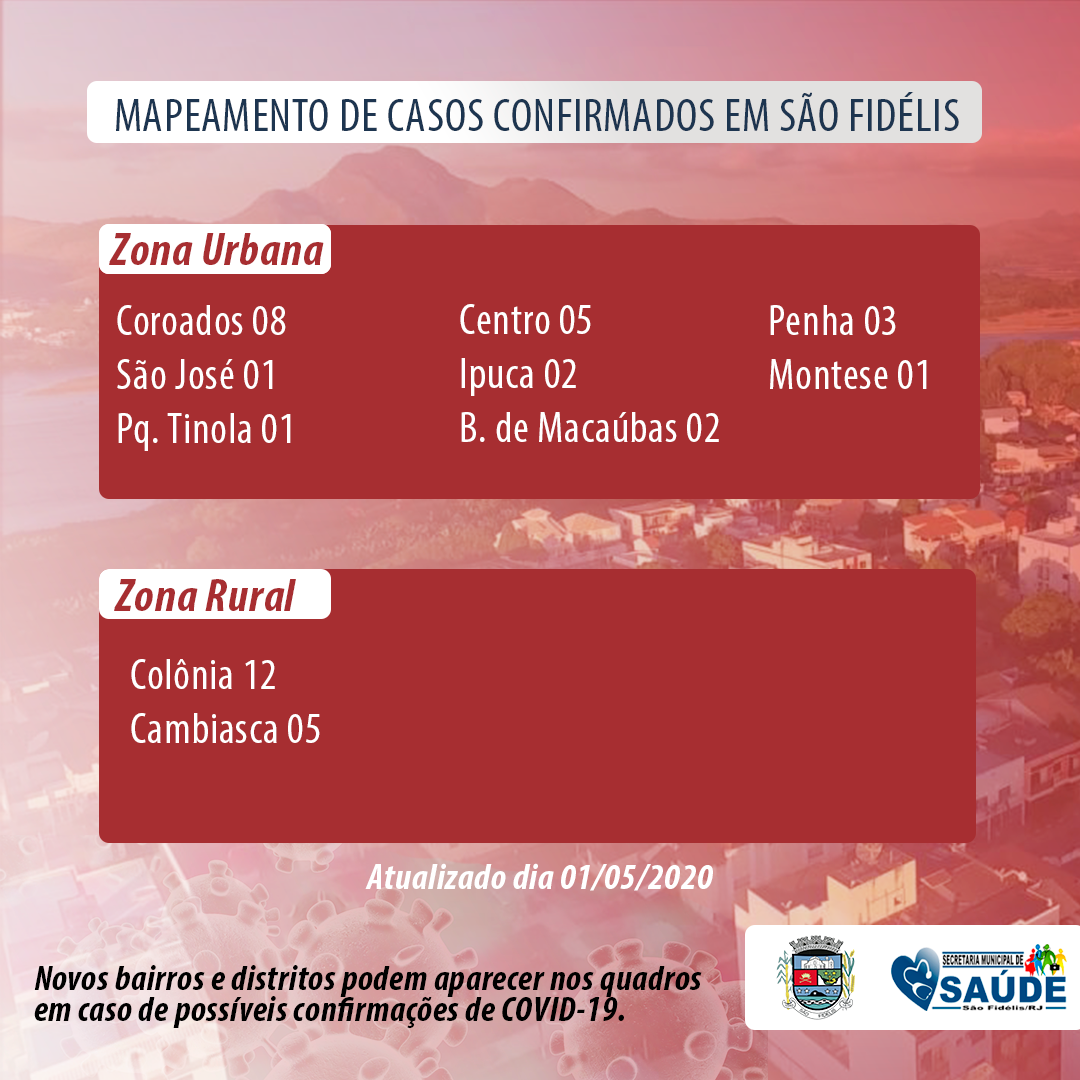 MAPEAMENTO DE CASOS CONFIRMADOS EM SÃO FIDÉLIS
Zona Urbana
Coroados 08
São José 01
Pq. Tinola 01
Centro 05
Ipuca 02
B. de Macaúbas 02
Penha 03
Montese 01
Zona Rural
Colônia 12
Cambiasca 05
Atualizado dia 01/05/2020
Novos bairros e distritos podem aparecer nos quadros
em caso de possíveis confirmações de COVID-19.
SÃO FIDÉLIS
SECRETARIA MUNICIPAL DE
SAÚDE
São Fidélis/RJ